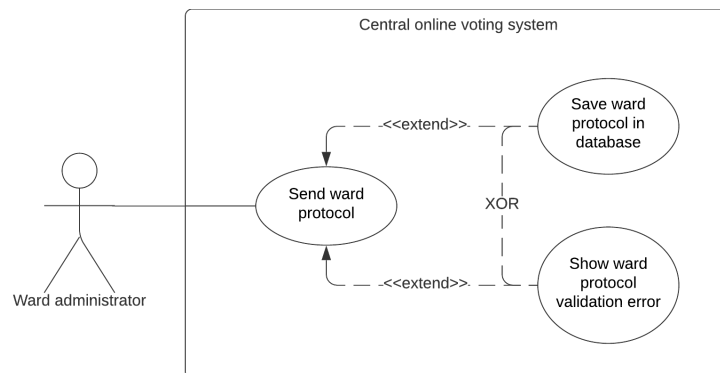 Central online voting system
Save ward
protocol in
database
<<extend>>
Send ward
protocol
XOR
Show ward
protocol
validation error
<<extend>>
Ward administrator